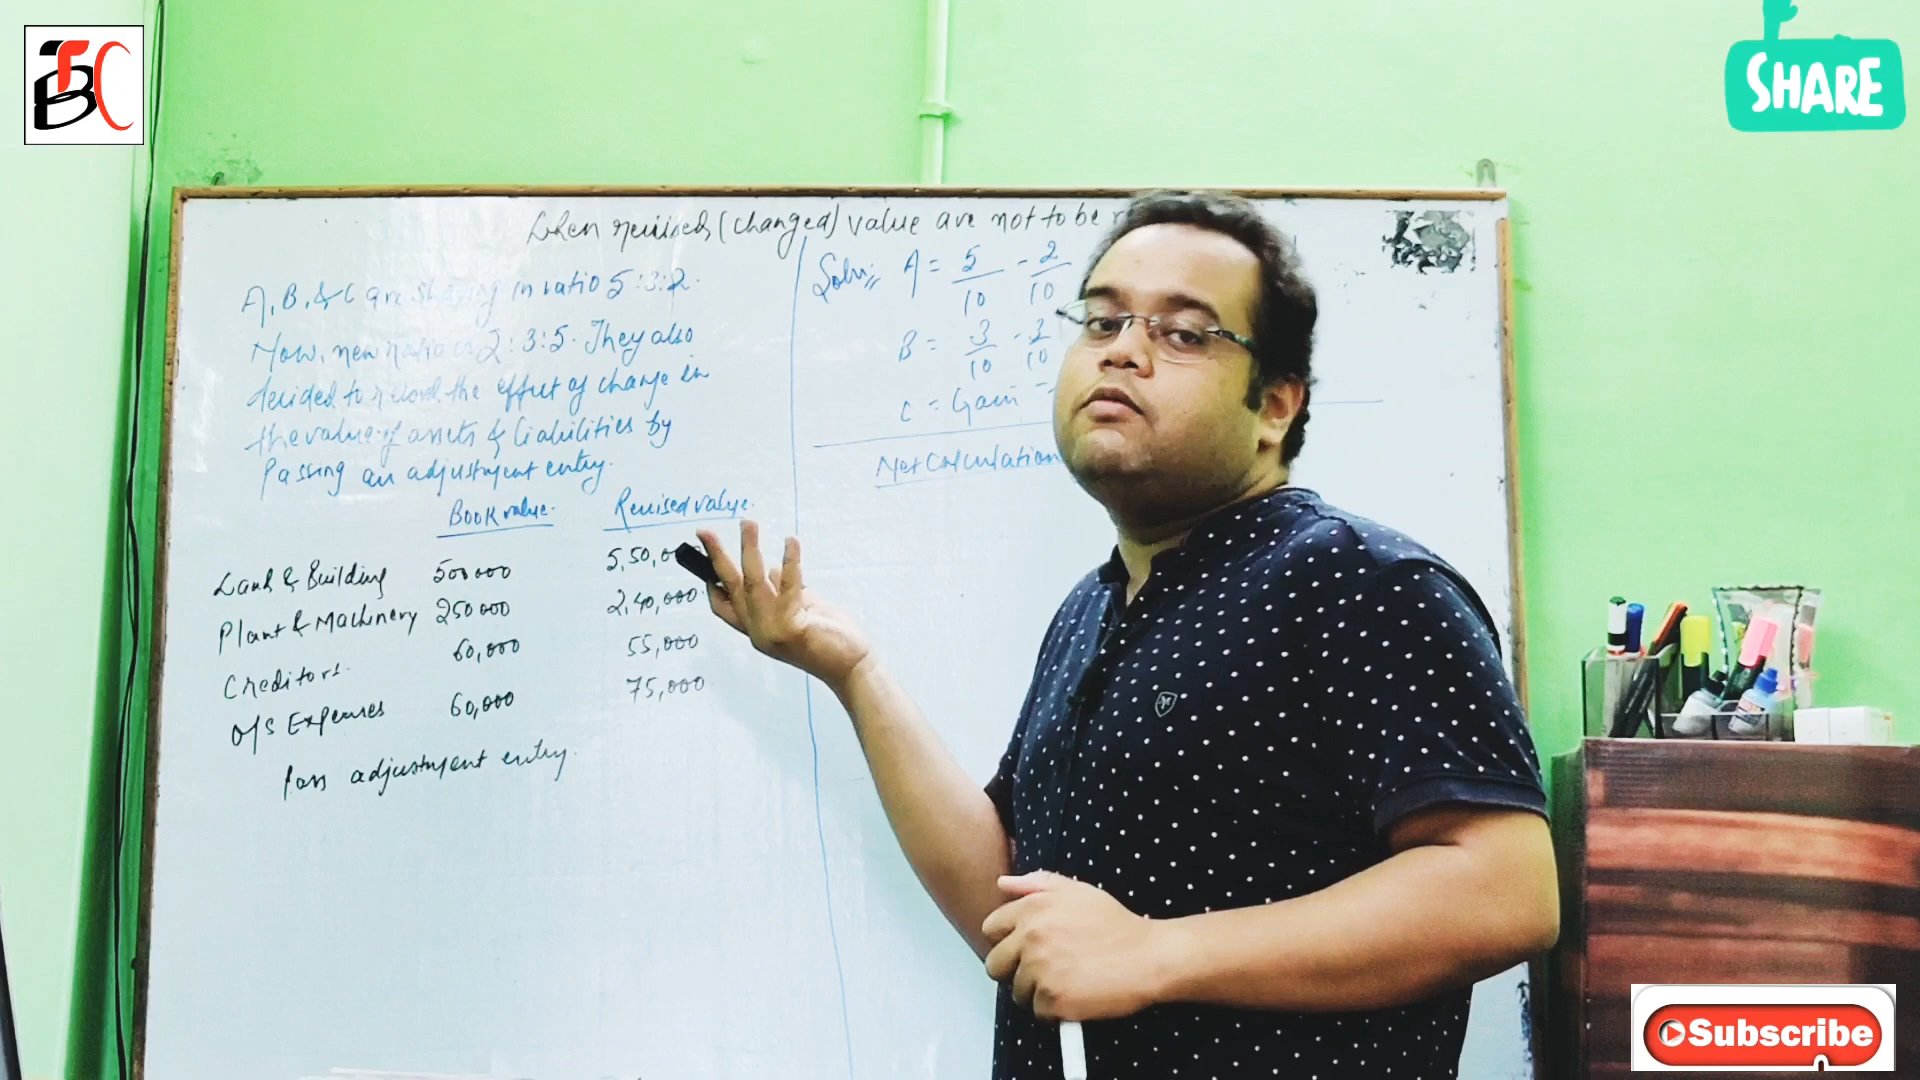 TBC
SHARE
When revised (changed) value are not to be
A, B, & C are sharing in ratio 5:3:2.
Now, new ratio is 2:3:5. They also
decided to record the effect of change in
the value of assets & liabilities by
Passing an adjustment entry.
Book value. Revised value.
Land & Building 500000 5,50,0
Plant & Machinery 250000 2,40,000.
Creditors. 60,000 55,000
O/S Expenses 60,000 75,000.
Pass adjustment entry.
Soln:
A = 5/10 - 2/10
B = 3/10 - 3/10
C = Gain =
Net Calculation
Subscribe